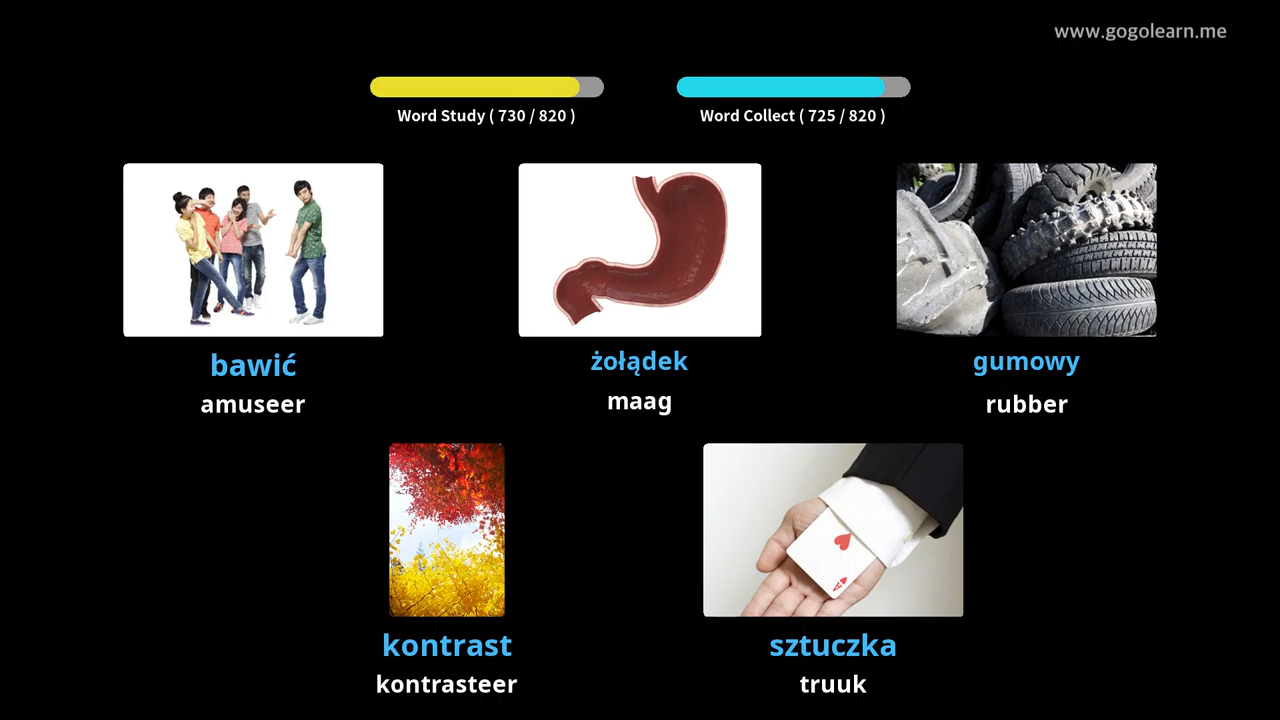 www.gogolearn.me
Word Study ( 730 / 820 )
Word Collect ( 725 / 820 )
bawić
amuseer
żołądek
maag
gumowy
rubber
kontrast
kontrasteer
sztuczka
truuk